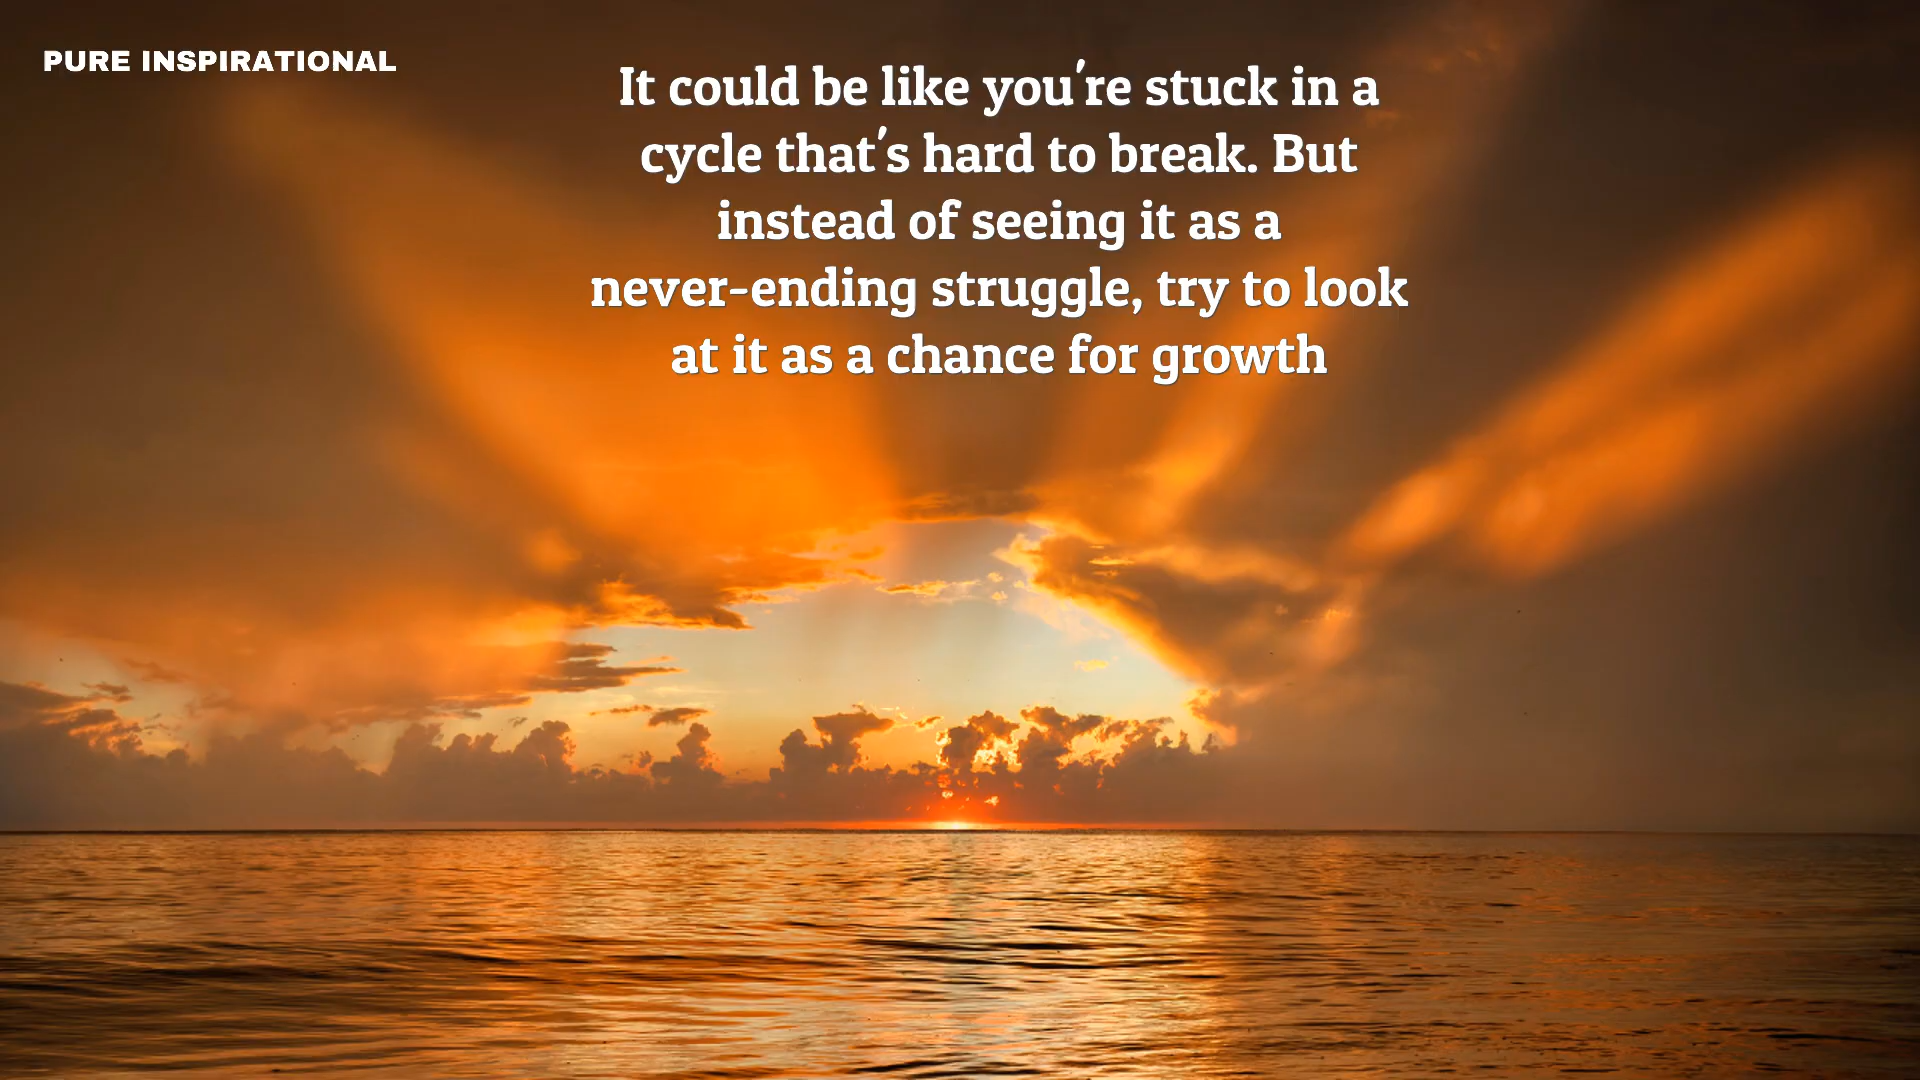 PURE INSPIRATIONAL
It could be like you're stuck in a
cycle that's hard to break. But
instead of seeing it as a
never-ending struggle, try to look
at it as a chance for growth